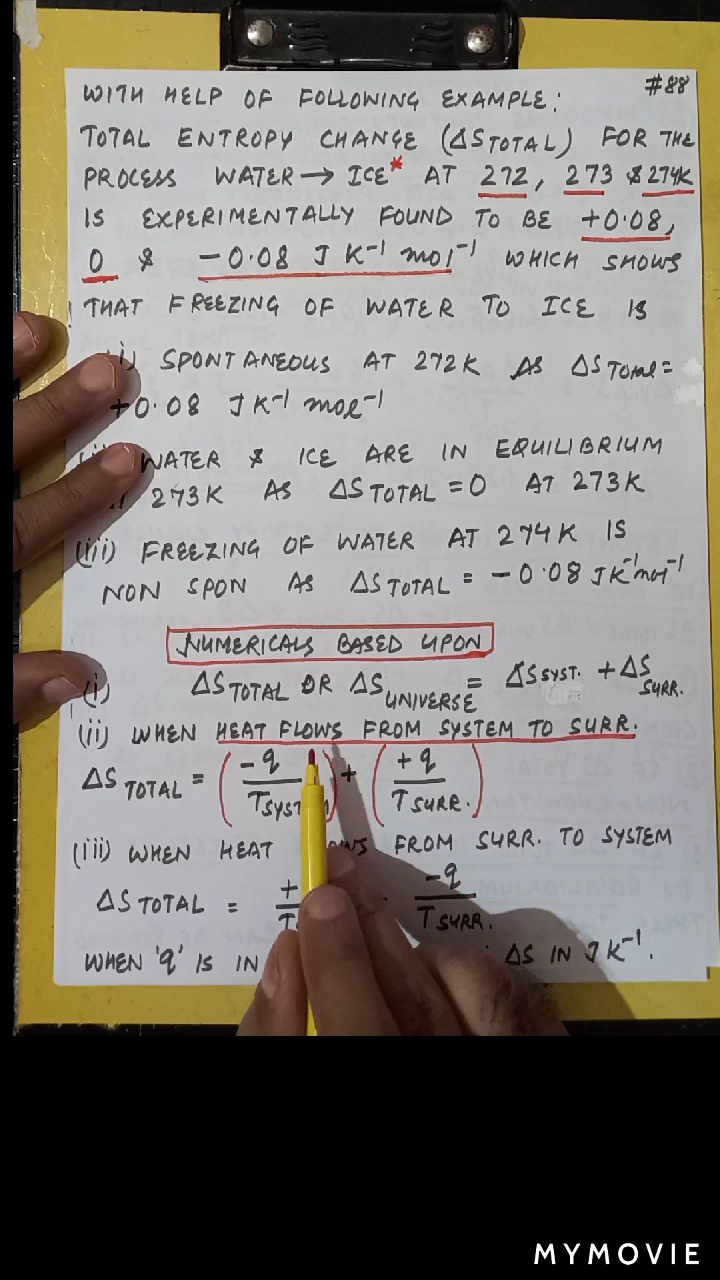 #88
WITH HELP OF FOLLOWING EXAMPLE:
TOTAL ENTROPY CHANGE (ΔS TOTAL) FOR THE
PROCESS WATER → ICE* AT 272, 273 & 274K
IS EXPERIMENTALLY FOUND TO BE +0.08,
0 & -0.08 J K⁻¹ mol⁻¹ WHICH SHOWS
THAT FREEZING OF WATER TO ICE IS
i) SPONTANEOUS AT 272K AS ΔS TOTAL =
+0.08 J K⁻¹ mol⁻¹
WATER & ICE ARE IN EQUILIBRIUM
273K AS ΔS TOTAL = 0 AT 273K
(iii) FREEZING OF WATER AT 274K IS
NON SPON AS ΔS TOTAL = -0.08 J K⁻¹ mol⁻¹
NUMERICALS BASED UPON
(i) ΔS TOTAL OR ΔS UNIVERSE = ΔS SYST. + ΔS SURR.
(ii) WHEN HEAT FLOWS FROM SYSTEM TO SURR.
ΔS TOTAL = (-q / T SYSTEM) + (+q / T SURR.)
(iii) WHEN HEAT FROM SURR. TO SYSTEM
ΔS TOTAL = + -q / T SURR.
WHEN 'q' IS IN ΔS IN J K⁻¹.
MYMOVIE